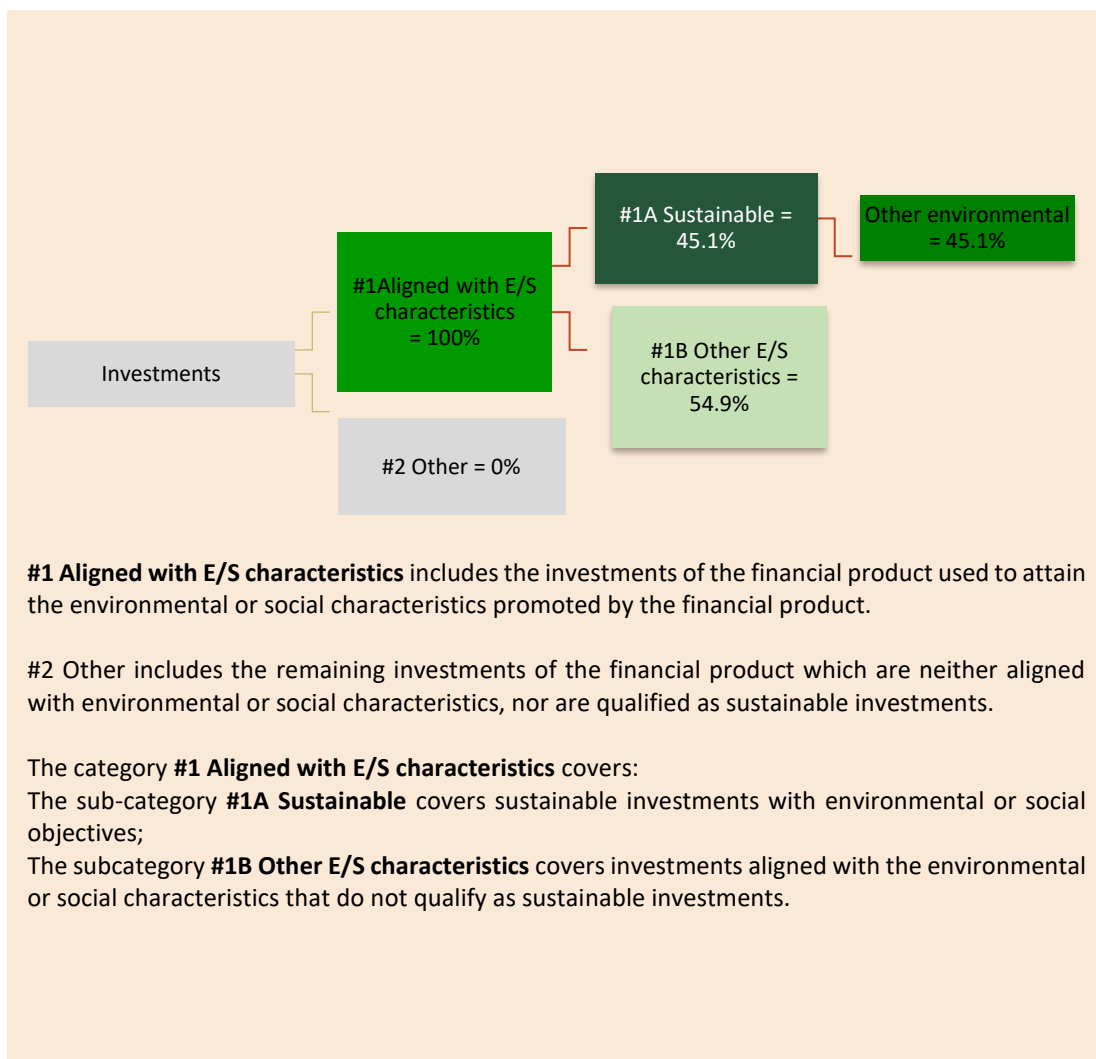 #1A Sustainable =
45.1%
Other environmental
= 45.1%
#1Aligned with E/S
characteristics
= 100%
#1B Other E/S
characteristics =
54.9%
Investments
#2 Other = 0%
#1 Aligned with E/S characteristics includes the investments of the financial product used to attain
the environmental or social characteristics promoted by the financial product.
#2 Other includes the remaining investments of the financial product which are neither aligned
with environmental or social characteristics, nor are qualified as sustainable investments.
The category #1 Aligned with E/S characteristics covers:
The sub-category #1A Sustainable covers sustainable investments with environmental or social
objectives;
The subcategory #1B Other E/S characteristics covers investments aligned with the environmental
or social characteristics that do not qualify as sustainable investments.